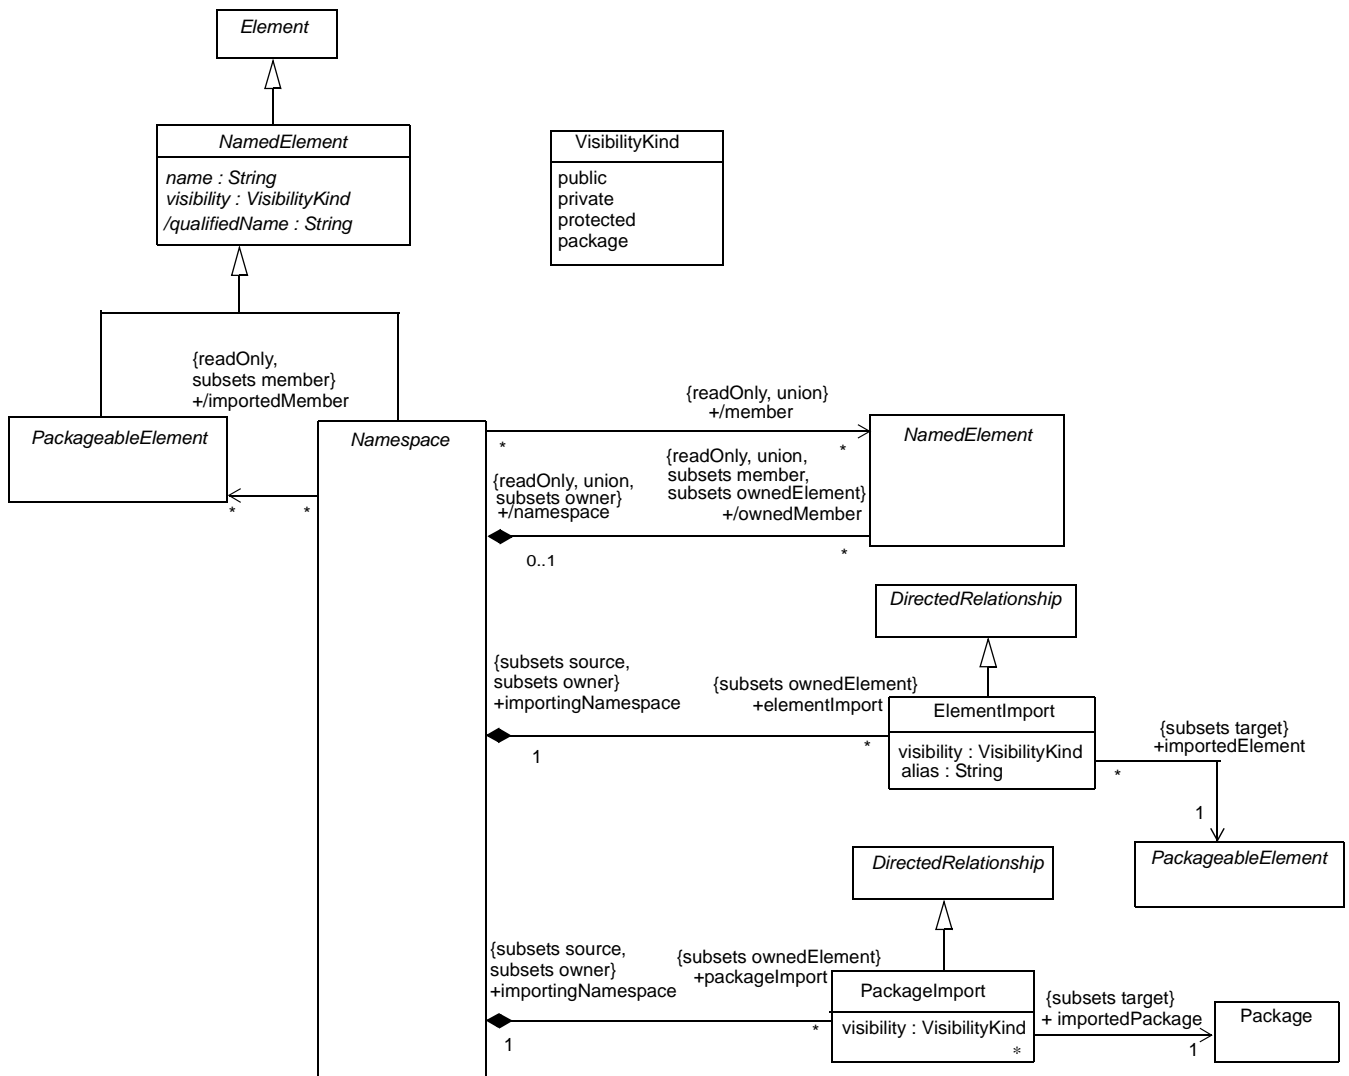 Element
NamedElement
name : String
visibility : VisibilityKind
/qualifiedName : String
VisibilityKind
public
private
protected
package
{readOnly,
subsets member}
+/importedMember
PackageableElement
*
*
Namespace
{readOnly, union}
+/member
*
*
NamedElement
{readOnly, union,
subsets owner}
+/namespace
0..1
{readOnly, union,
subsets member,
subsets ownedElement}
+/ownedMember
*
DirectedRelationship
{subsets source,
subsets owner}
+importingNamespace
1
{subsets ownedElement}
+elementImport
*
ElementImport
visibility : VisibilityKind
alias : String
{subsets target}
+importedElement
*
1
PackageableElement
DirectedRelationship
{subsets source,
subsets owner}
+importingNamespace
1
{subsets ownedElement}
+packageImport
*
PackageImport
visibility : VisibilityKind
*
{subsets target}
+ importedPackage
1
Package